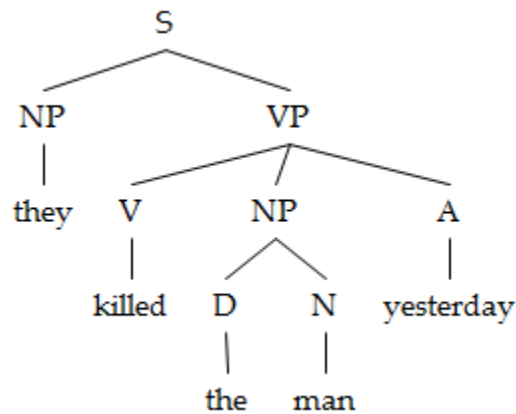 S
NP VP
they V NP A
killed D N yesterday
the man